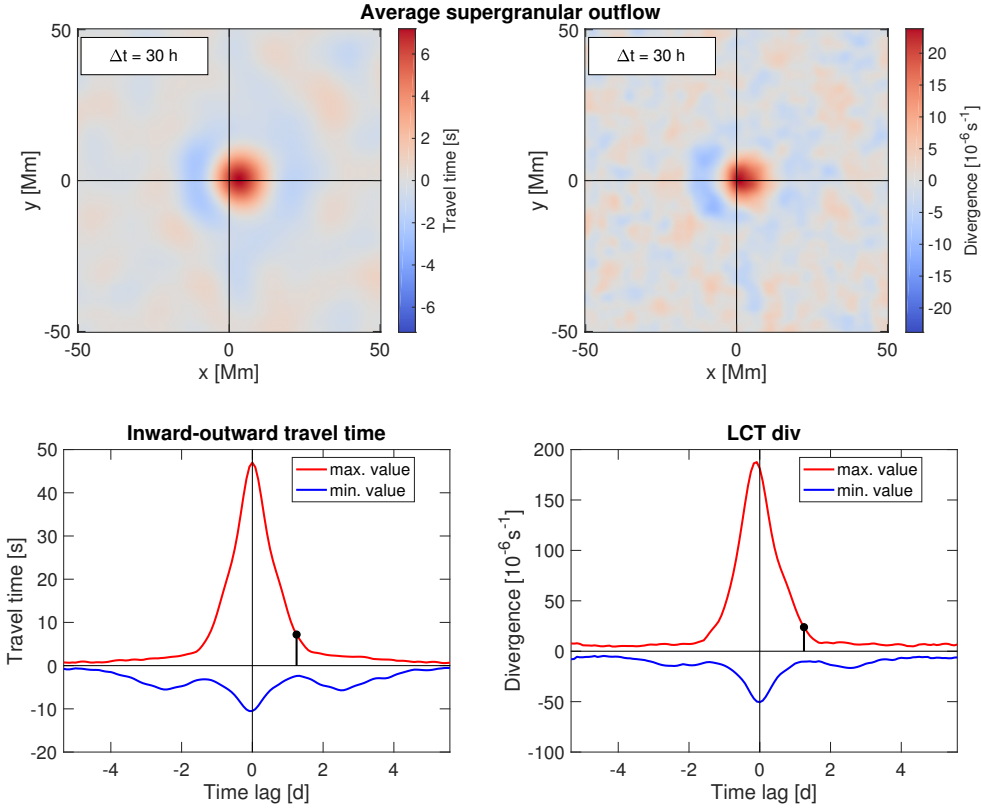 Average supergranular outflow
Δt = 30 h
50
0
-50
y [Mm]
-50 0 50
x [Mm]
6
4
2
0
-2
-4
-6
Travel time [s]
Δt = 30 h
50
0
-50
y [Mm]
-50 0 50
x [Mm]
20
15
10
5
0
-5
-10
-15
-20
Divergence [10⁻⁶ s⁻¹]
Inward-outward travel time
max. value
min. value
50
40
30
20
10
0
-10
-20
Travel time [s]
-4 -2 0 2 4
Time lag [d]
LCT div
max. value
min. value
200
150
100
50
0
-50
-100
Divergence [10⁻⁶ s⁻¹]
-4 -2 0 2 4
Time lag [d]